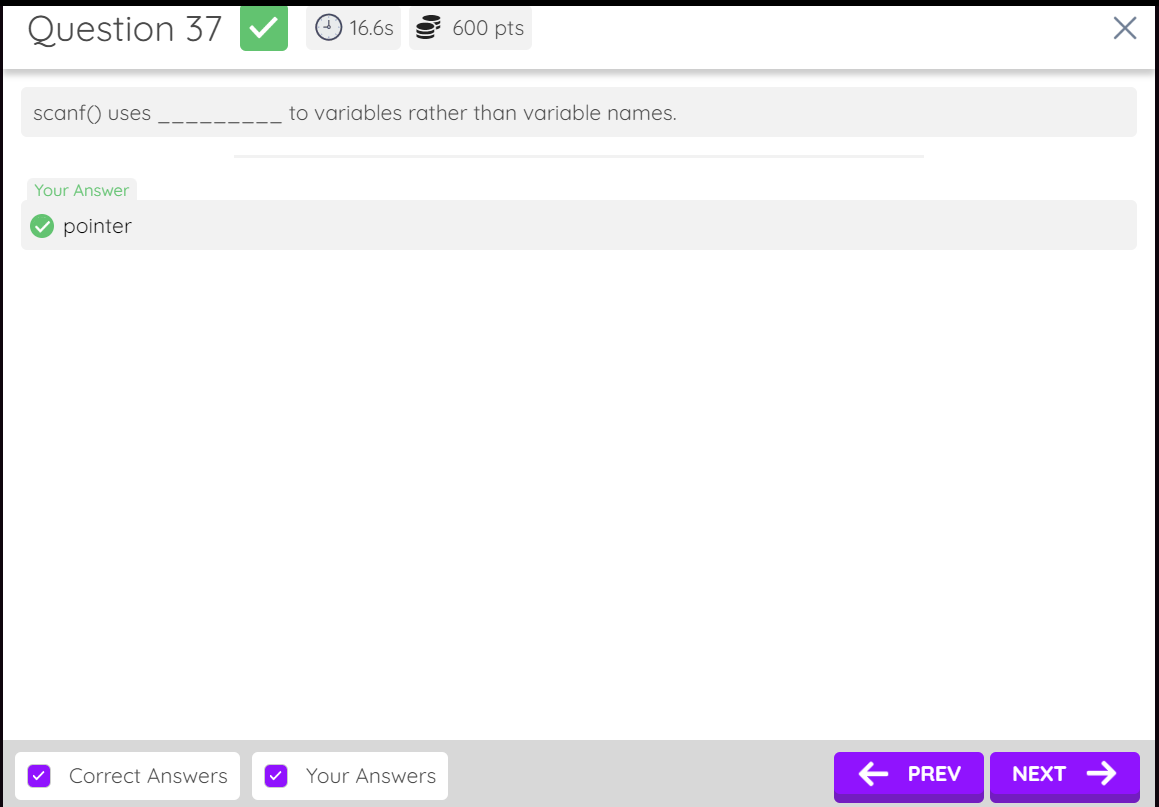 Question 37 16.6s 600 pts
scanf() uses _________ to variables rather than variable names.
Your Answer
pointer
Correct Answers Your Answers PREV NEXT